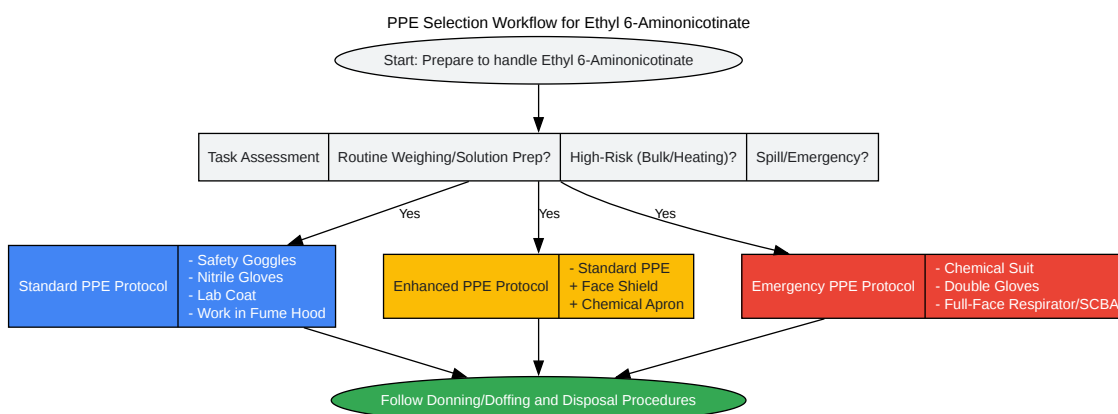 PPE Selection Workflow for Ethyl 6-Aminonicotinate
Start: Prepare to handle Ethyl 6-Aminonicotinate
Task Assessment
Routine Weighing/Solution Prep?
High-Risk (Bulk/Heating)?
Spill/Emergency?
Yes
Yes
Yes
Standard PPE Protocol
- Safety Goggles
- Nitrile Gloves
- Lab Coat
- Work in Fume Hood
Enhanced PPE Protocol
- Standard PPE
+ Face Shield
+ Chemical Apron
Emergency PPE Protocol
- Chemical Suit
- Double Gloves
- Full-Face Respirator/SCBA
Follow Donning/Doffing and Disposal Procedures